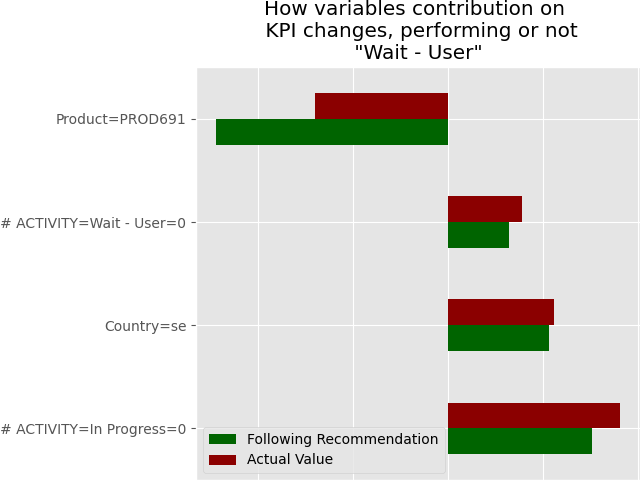 How variables contribution on
KPI changes, performing or not
"Wait - User"
Product=PROD691
# ACTIVITY=Wait - User=0
Country=se
# ACTIVITY=In Progress=0
Following Recommendation
Actual Value